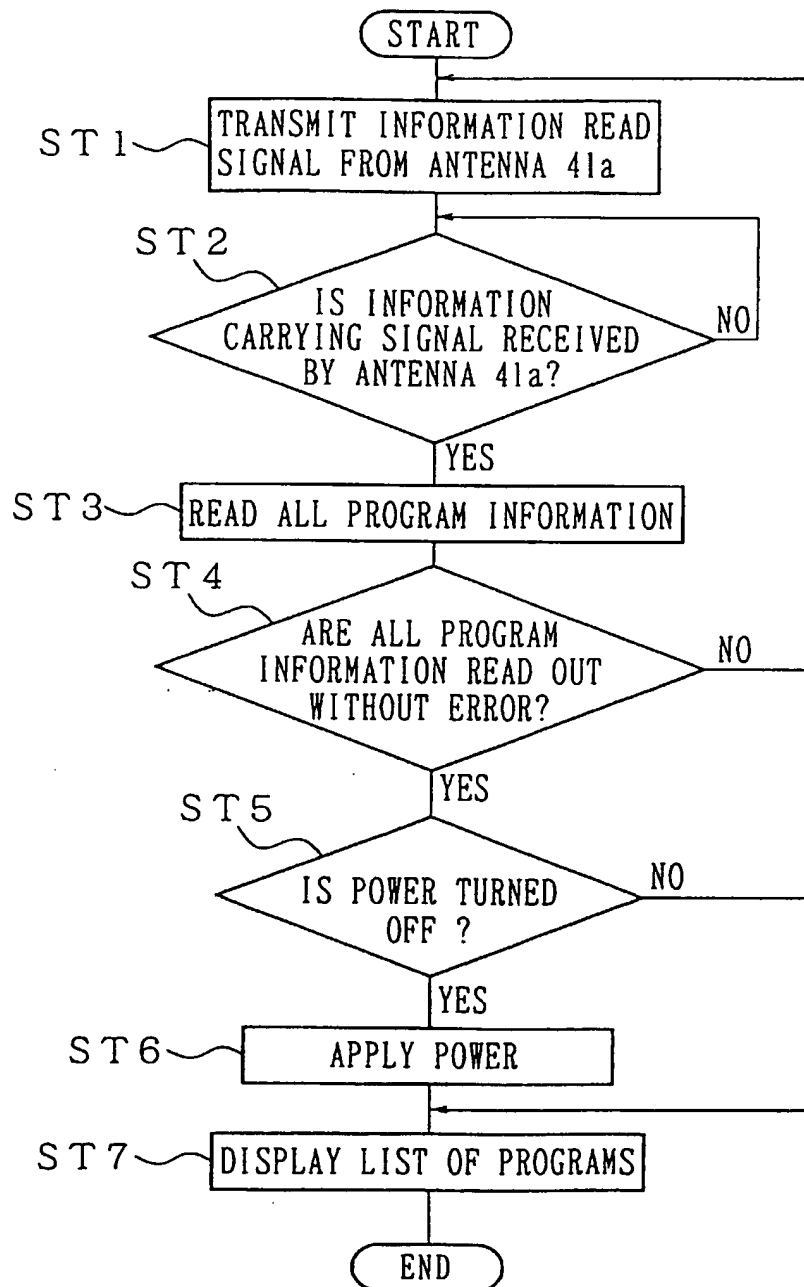 START
ST1
TRANSMIT INFORMATION READ
SIGNAL FROM ANTENNA 41a
ST2
IS INFORMATION
CARRYING SIGNAL RECEIVED
BY ANTENNA 41a?
NO
YES
ST3
READ ALL PROGRAM INFORMATION
ST4
ARE ALL PROGRAM
INFORMATION READ OUT
WITHOUT ERROR?
NO
YES
ST5
IS POWER TURNED
OFF ?
NO
YES
ST6
APPLY POWER
ST7
DISPLAY LIST OF PROGRAMS
END